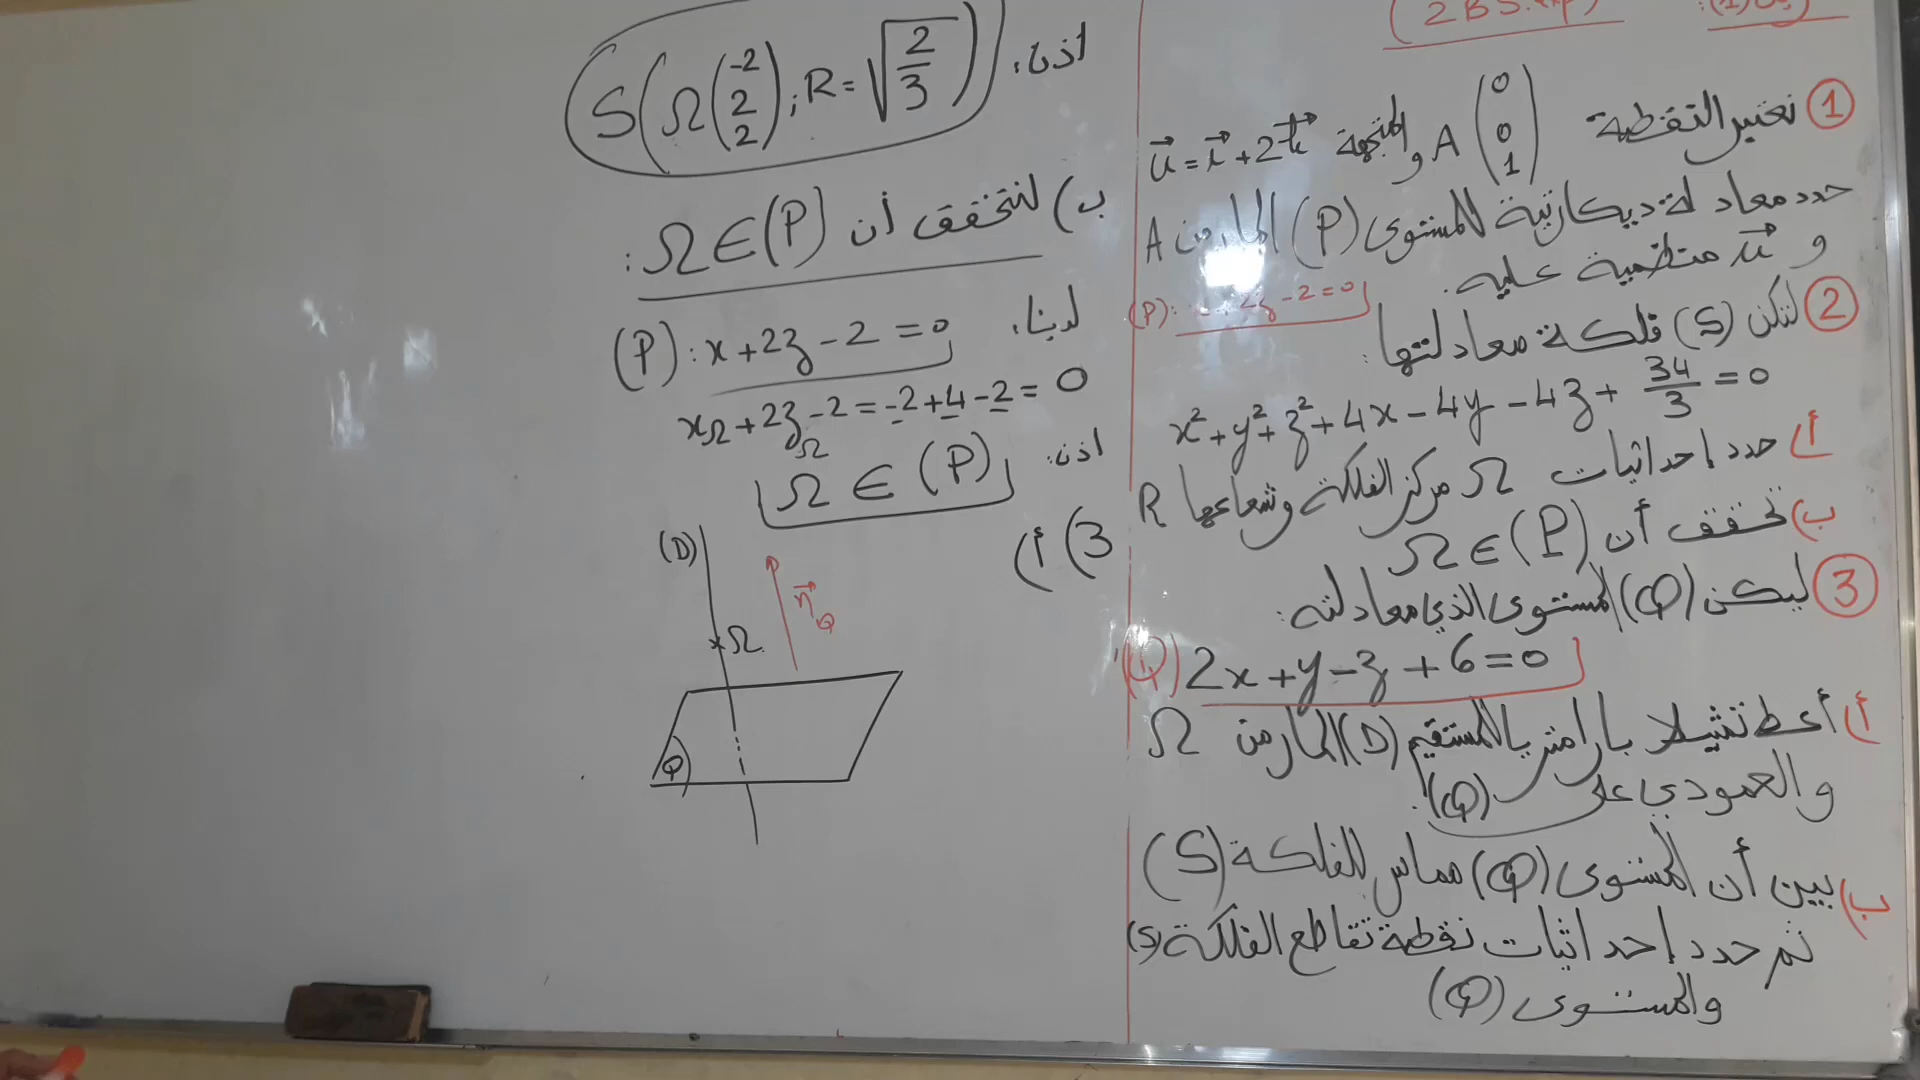 (2BS.exp)
① نعتبر النقطة A (0 0 1) والمتجهة u⃗ = i⃗ + 2k⃗
حدد معادلة ديكارتية للمستوى (P) المار من A
و u⃗ منظمية عليه.
(P): 2z - 2 = 0
② لتكن (S) فلكة معادلتها:
x² + y² + z² + 4x - 4y - 4z + 34/3 = 0
أ) حدد إحداثيات Ω مركز الفلكة وشعاعها R
ب) تحقق أن Ω ∈ (P)
③ ليكن (Q) المستوى الذي معادلته:
(Q) 2x + y - z + 6 = 0
أ) أعط تمثيلا بارامتريا للمستقيم (D) المار من Ω
والعمودي على (Q).
ب) بين أن المستوى (Q) مماس للفلكة (S)
ثم حدد إحداثيات نقطة تقاطع الفلكة (S)
والمستوى (Q)
اذن: S(Ω(-2 2 2); R = √(2/3))
ب) لنتحقق أن Ω ∈ (P) :
لدينا: (P): x + 2z - 2 = 0
xΩ + 2zΩ - 2 = -2 + 4 - 2 = 0
اذن: Ω ∈ (P)
3) أ)
(D)
n⃗Q
Ω
Q